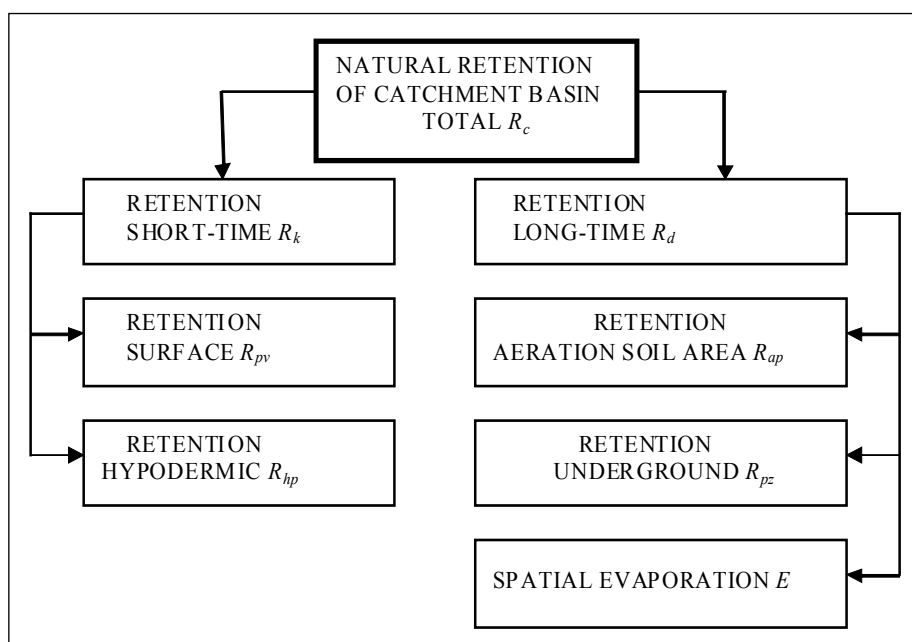 NATURAL RETENTION
OF CATCHMENT BASIN
TOTAL Rc
RETENTION
SHORT-TIME Rk
RETENTION
LONG-TIME Rd
RETENTION
SURFACE Rpv
RETENTION
AERATION SOIL AREA Rap
RETENTION
HYPODERMIC Rhp
RETENTION
UNDERGROUND Rpz
SPATIAL EVAPORATION E